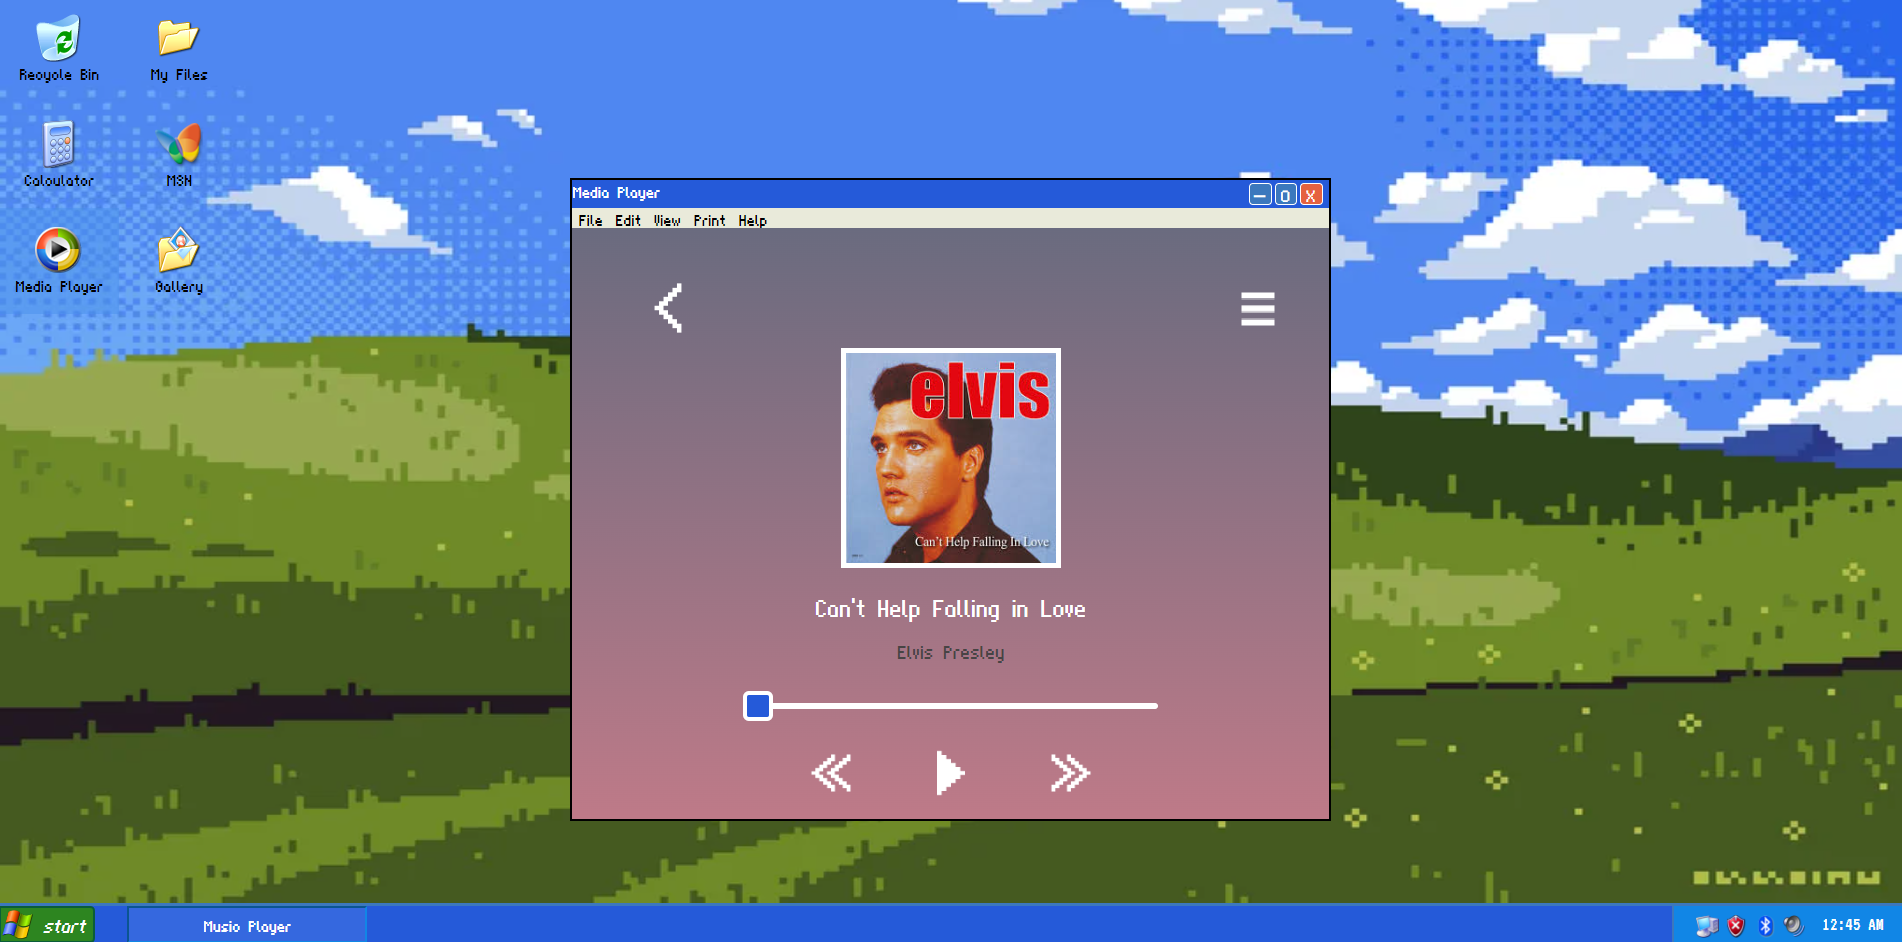 Recycle Bin
My Files
Calculator
MSN
Media Player
Gallery
Media Player
File Edit View Print Help
elvis
Can't Help Falling In Love
Can't Help Falling in Love
Elvis Presley
start
Music Player
12:45 AM